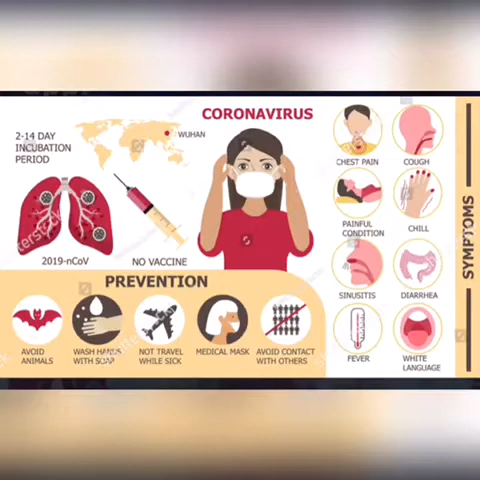 CORONAVIRUS
2-14 DAY
INCUBATION
PERIOD
WUHAN
2019-nCoV
NO VACCINE
PREVENTION
AVOID
ANIMALS
WASH HANDS
WITH SOAP
NOT TRAVEL
WHILE SICK
MEDICAL MASK
AVOID CONTACT
WITH OTHERS
CHEST PAIN
COUGH
PAINFUL
CONDITION
CHILL
SINUSITIS
DIARRHEA
FEVER
WHITE
LANGUAGE
SYMPTOMS